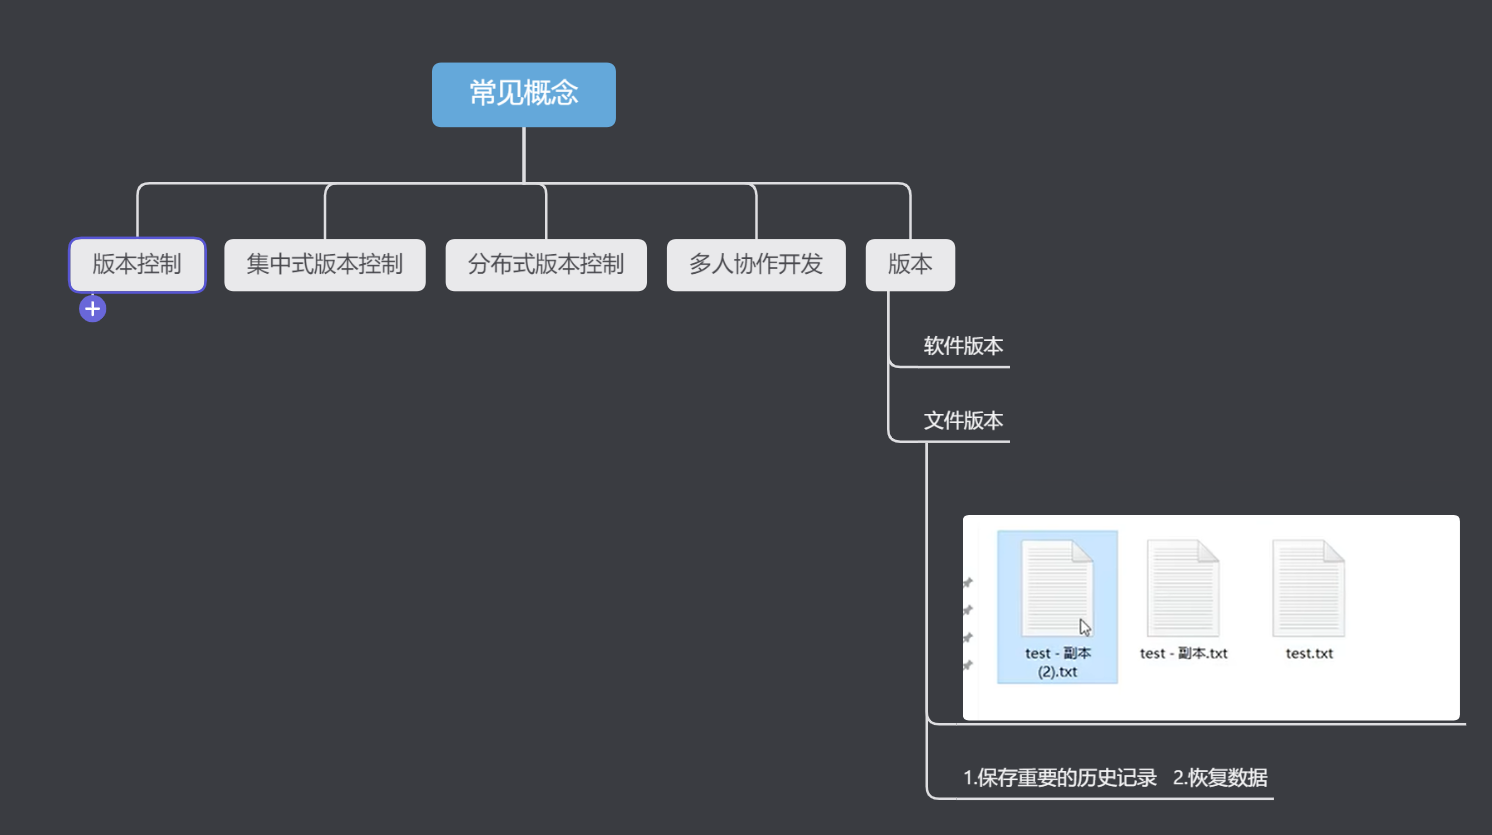 常见概念
版本控制
集中式版本控制
分布式版本控制
多人协作开发
版本
软件版本
文件版本
test - 副本
(2).txt
test - 副本.txt
test.txt
1.保存重要的历史记录 2.恢复数据